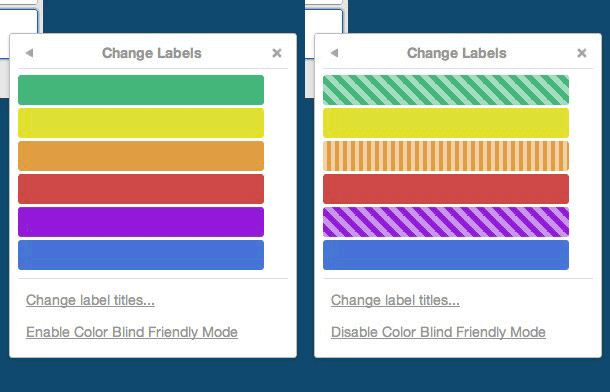 Change Labels
Change label titles...
Enable Color Blind Friendly Mode
Change Labels
Change label titles...
Disable Color Blind Friendly Mode